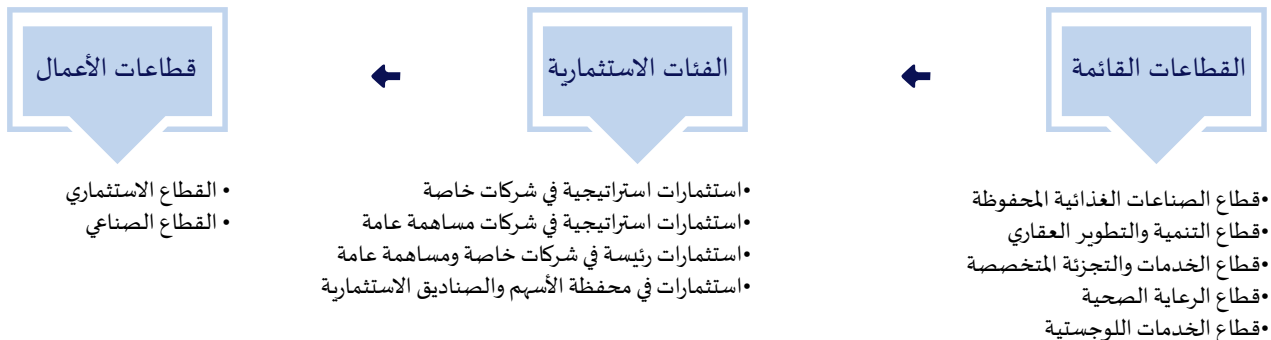 القطاعات القائمة
•قطاع الصناعات الغذائية المحفوظة
•قطاع التنمية والتطوير العقاري
•قطاع الخدمات والتجزئة المتخصصة
•قطاع الرعاية الصحية
•قطاع الخدمات اللوجستية
الفئات الاستثمارية
•استثمارات استراتيجية في شركات خاصة
•استثمارات استراتيجية في شركات مساهمة عامة
•استثمارات رئيسة في شركات خاصة ومساهمة عامة
•استثمارات في محفظة الأسهم والصناديق الاستثمارية
قطاعات الأعمال
• القطاع الاستثماري
• القطاع الصناعي